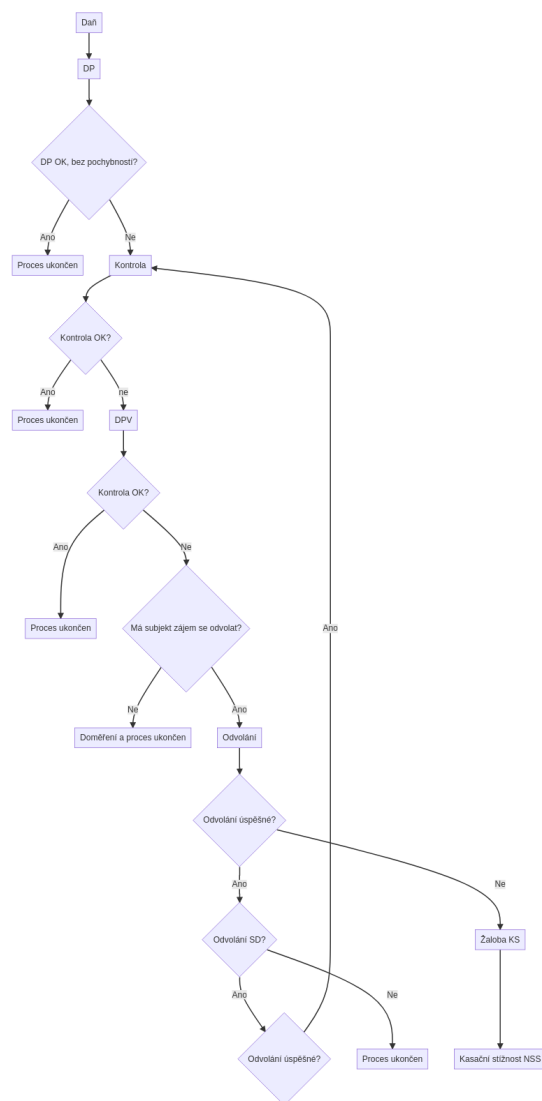 Daň
DP
DP OK, bez pochybností?
Ano
Ne
Proces ukončen
Kontrola
Kontrola OK?
Ano
ne
Proces ukončen
DPV
Kontrola OK?
Ano
Ne
Proces ukončen
Má subjekt zájem se odvolat?
Ano
Ne
Ano
Doměření a proces ukončen
Odvolání
Odvolání úspěšné?
Ano
Ne
Odvolání SD?
Žaloba KS
Ano
Ne
Odvolání úspěšné?
Proces ukončen
Kasační stížnost NSS